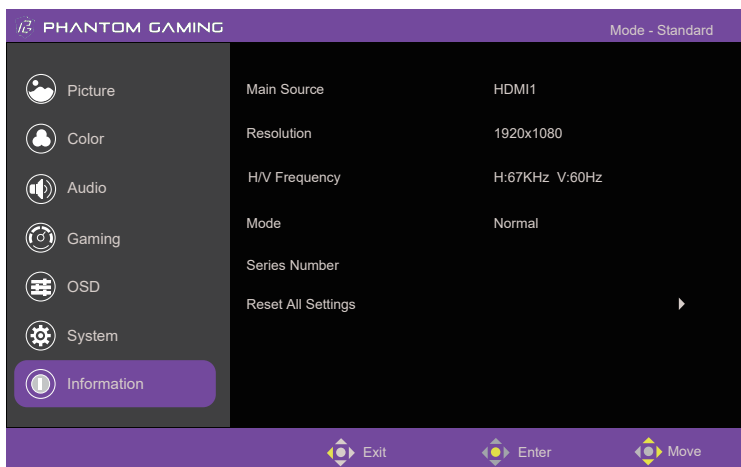 PHANTOM GAMING
Mode - Standard
Picture
Color
Audio
Gaming
OSD
System
Information
Main Source HDMI1
Resolution 1920x1080
H/V Frequency H:67KHz V:60Hz
Mode Normal
Series Number
Reset All Settings
Exit Enter Move